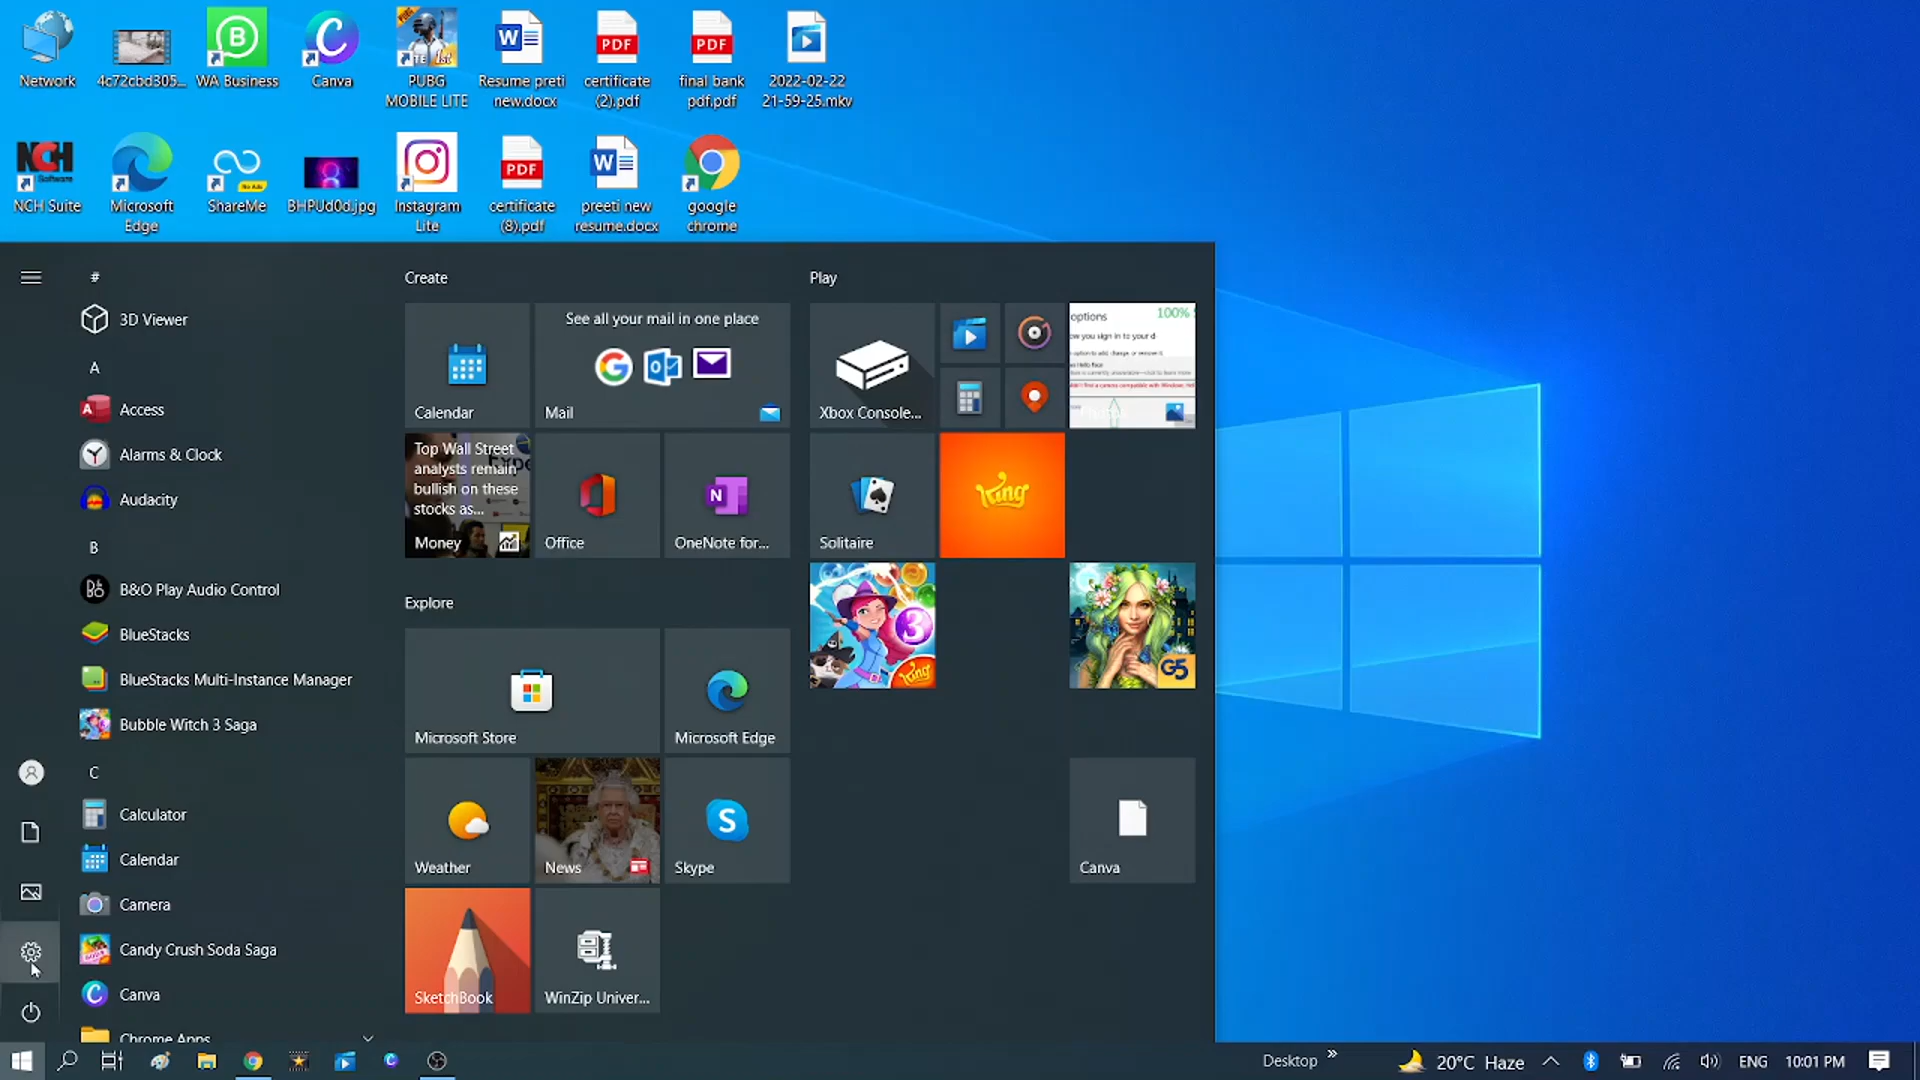 Network
4c72cbd305...
WA Business
Canva
PUBG
MOBILE LITE
Resume preti
new.docx
certificate
(2).pdf
final bank
pdf.pdf
2022-02-22
21-59-25.mkv
NCH Suite
Microsoft
Edge
ShareMe
BHPUd0d.jpg
Instagram
Lite
certificate
(8).pdf
preeti new
resume.docx
google
chrome
#
3D Viewer
A
Access
Alarms & Clock
Audacity
B
B&O Play Audio Control
BlueStacks
BlueStacks Multi-Instance Manager
Bubble Witch 3 Saga
C
Calculator
Calendar
Camera
Candy Crush Soda Saga
Canva
Chrome Apps
Create
Calendar
See all your mail in one place
Mail
Top Wall Street
analysts remain
bullish on these
stocks as...
Money
Office
OneNote for...
Explore
Microsoft Store
Microsoft Edge
Weather
News
Skype
SketchBook
WinZip Univer...
Play
Xbox Console...
options
100%
Solitaire
King
3
King
G5
Canva
Desktop
20°C Haze
ENG
10:01 PM